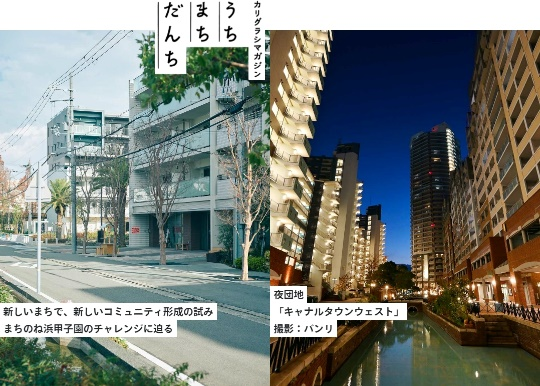 カリグラシマガジン
うち
まち
だんち
新しいまちで、新しいコミュニティ形成の試み
まちのね浜甲子園のチャレンジに迫る
夜団地
「キャナルタウンウェスト」
撮影：バンリ